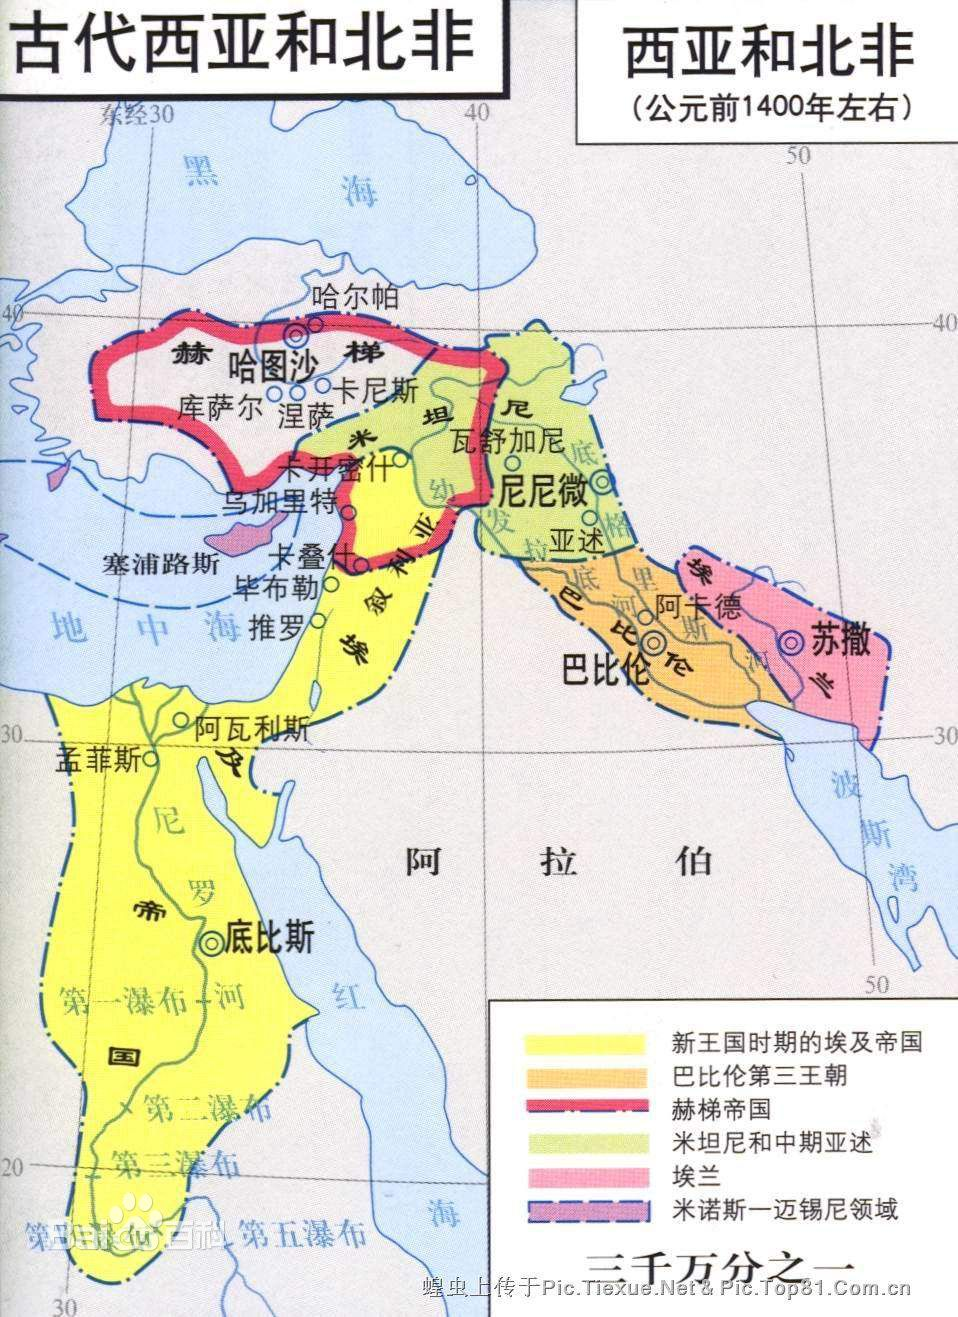 古代西亚和北非
西亚和北非
(公元前1400年左右)
东经30
40
50
黑海
哈尔帕
40
40
赫梯
哈图沙
卡尼斯
库萨尔
涅萨
米坦尼
瓦舒加尼
卡开密什
尼尼微
乌加里特
幼发拉底河
底格里斯河
亚述
叙利亚
塞浦路斯
卡叠什
毕布勒
地中海
推罗
巴比伦
阿卡德
埃兰
苏撒
巴比伦
阿瓦利斯
孟菲斯
30
30
埃及帝国
尼罗河
波斯湾
阿拉伯
底比斯
第一瀑布
红海
50
第二瀑布
20
第三瀑布
第五瀑布
30
Bai 百科
新王国时期的埃及帝国
巴比伦第三王朝
赫梯帝国
米坦尼和中期亚述
埃兰
米诺斯一迈锡尼领域
三千万分之一
蝗虫上传于Pic.Tiexue.Net & Pic.Top81.Com.cn